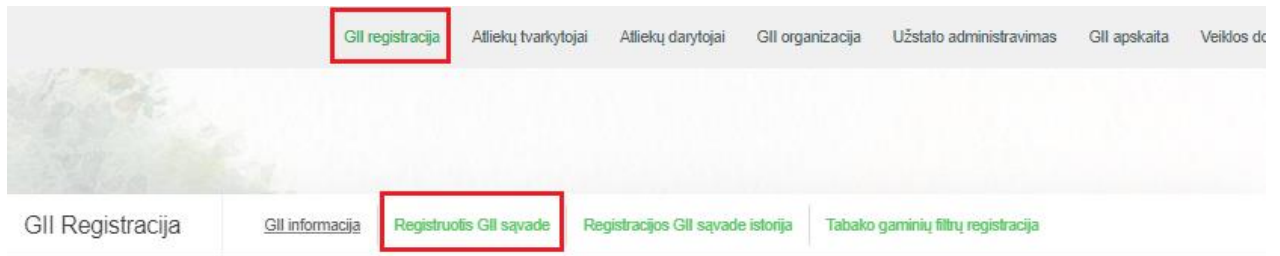 GII registracija Atliekų tvarkytojai Atliekų darytojai GII organizacija Užstato administravimas GII apskaita Veiklos do
GII Registracija GII informacija Registruotis GII sąvade Registracijos GII sąvade istorija Tabako gaminių filtrų registracija